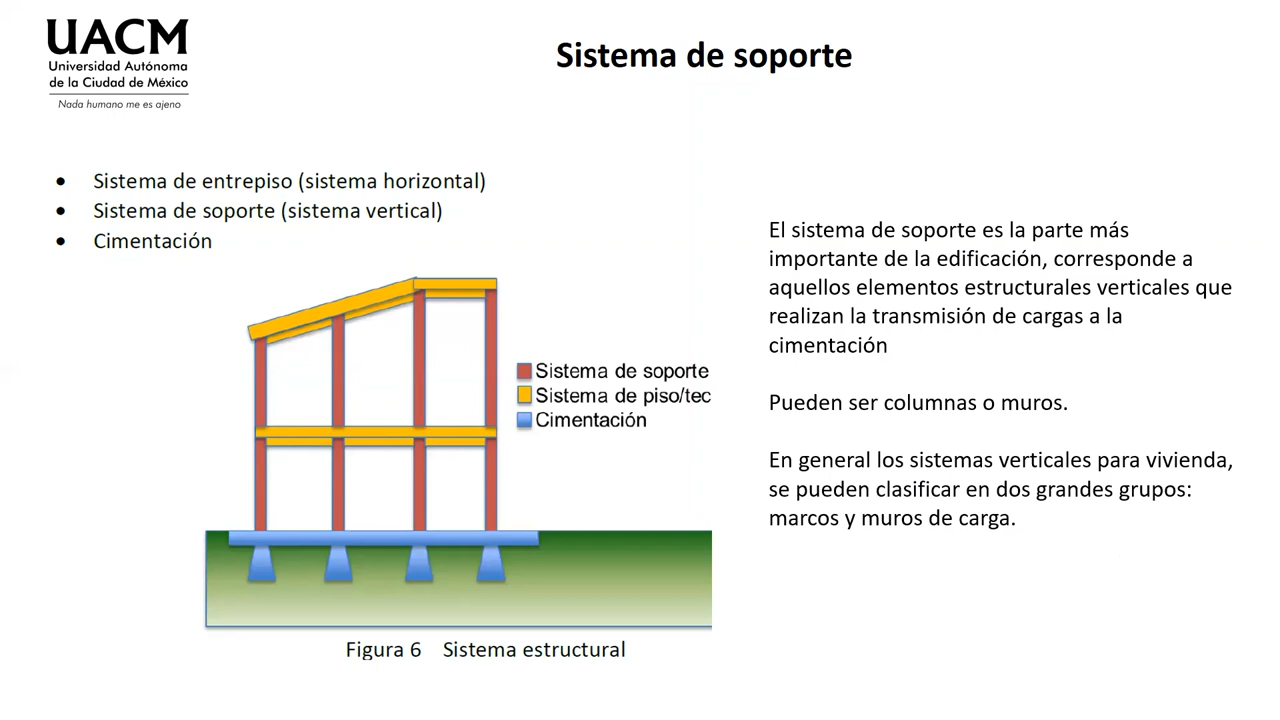 UACM
Universidad Autónoma
de la Ciudad de México
Nada humano me es ajeno
Sistema de soporte
• Sistema de entrepiso (sistema horizontal)
• Sistema de soporte (sistema vertical)
• Cimentación
Sistema de soporte
Sistema de piso/tec
Cimentación
Figura 6 Sistema estructural
El sistema de soporte es la parte más
importante de la edificación, corresponde a
aquellos elementos estructurales verticales que
realizan la transmisión de cargas a la
cimentación
Pueden ser columnas o muros.
En general los sistemas verticales para vivienda,
se pueden clasificar en dos grandes grupos:
marcos y muros de carga.